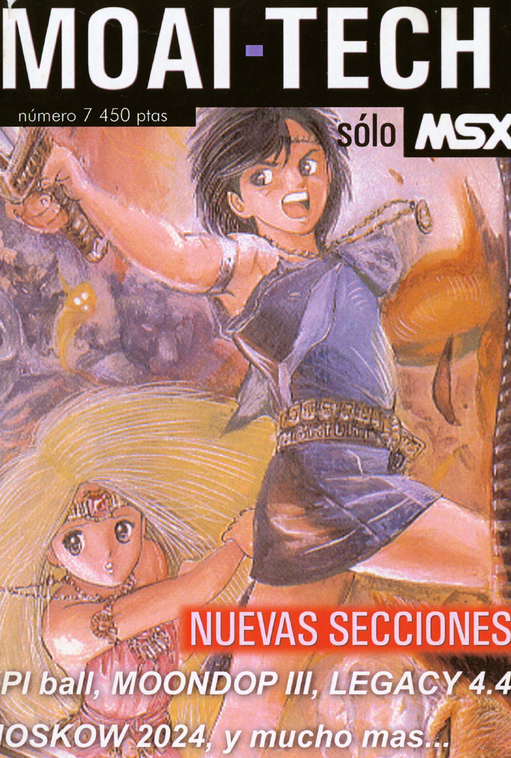 MOAI-TECH
número 7 450 ptas
sólo MSX
NUEVAS SECCIONES
PI ball, MOONDOP III, LEGACY 4.4
MOSKOW 2024, y mucho mas...